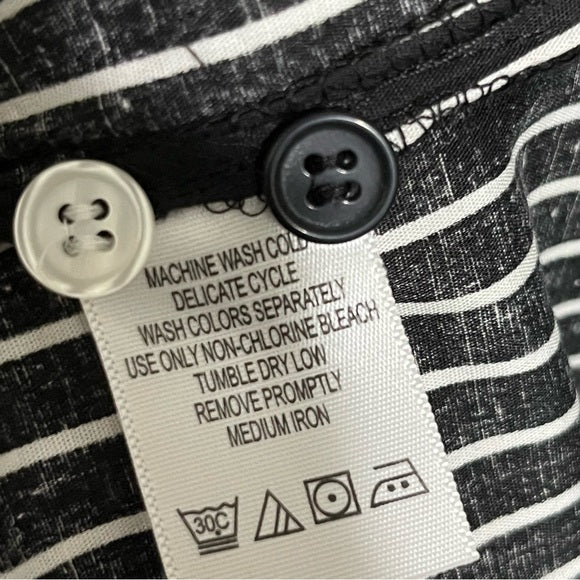 MACHINE WASH COLD
DELICATE CYCLE
WASH COLORS SEPARATELY
USE ONLY NON-CHLORINE BLEACH
TUMBLE DRY LOW
REMOVE PROMPTLY
MEDIUM IRON
30C